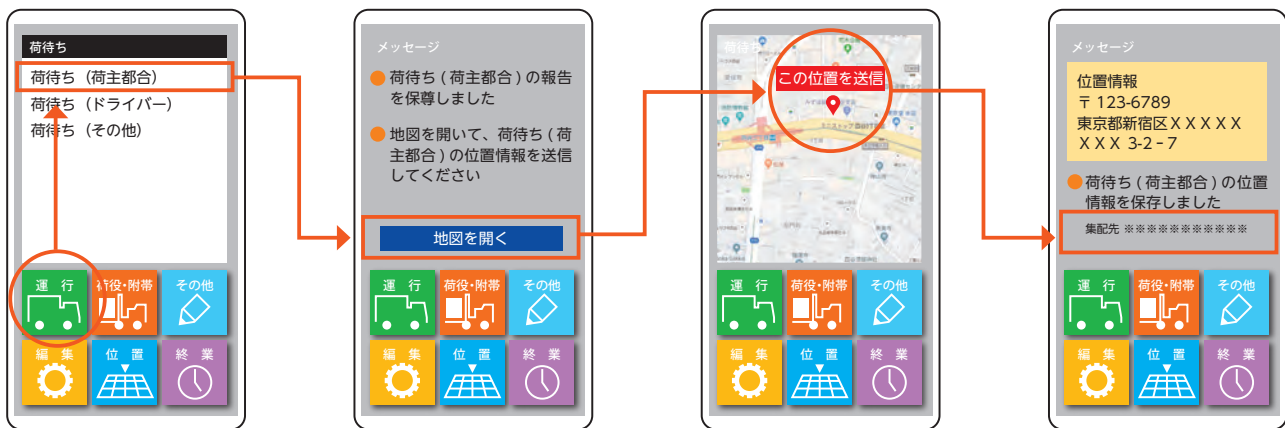 荷待ち
荷待ち（荷主都合）
荷待ち（ドライバー）
荷待ち（その他）
運 行
荷役・附帯
その他
編 集
位 置
終 業
メッセージ
荷待ち ( 荷主都合 ) の報告
を保尊しました
地図を開いて、荷待ち ( 荷
主都合 ) の位置情報を送信
してください
地図を開く
運 行
荷役・附帯
その他
編 集
位 置
終 業
荷待ち
この位置を送信
運 行
荷役・附帯
その他
編 集
位 置
終 業
メッセージ
位置情報
〒 123-6789
東京都新宿区ＸＸＸＸＸ
ＸＸＸ 3-2－7
荷待ち ( 荷主都合 ) の位置
情報を保存しました
集配先 ※※※※※※※※※※※
運 行
荷役・附帯
その他
編 集
位 置
終 業